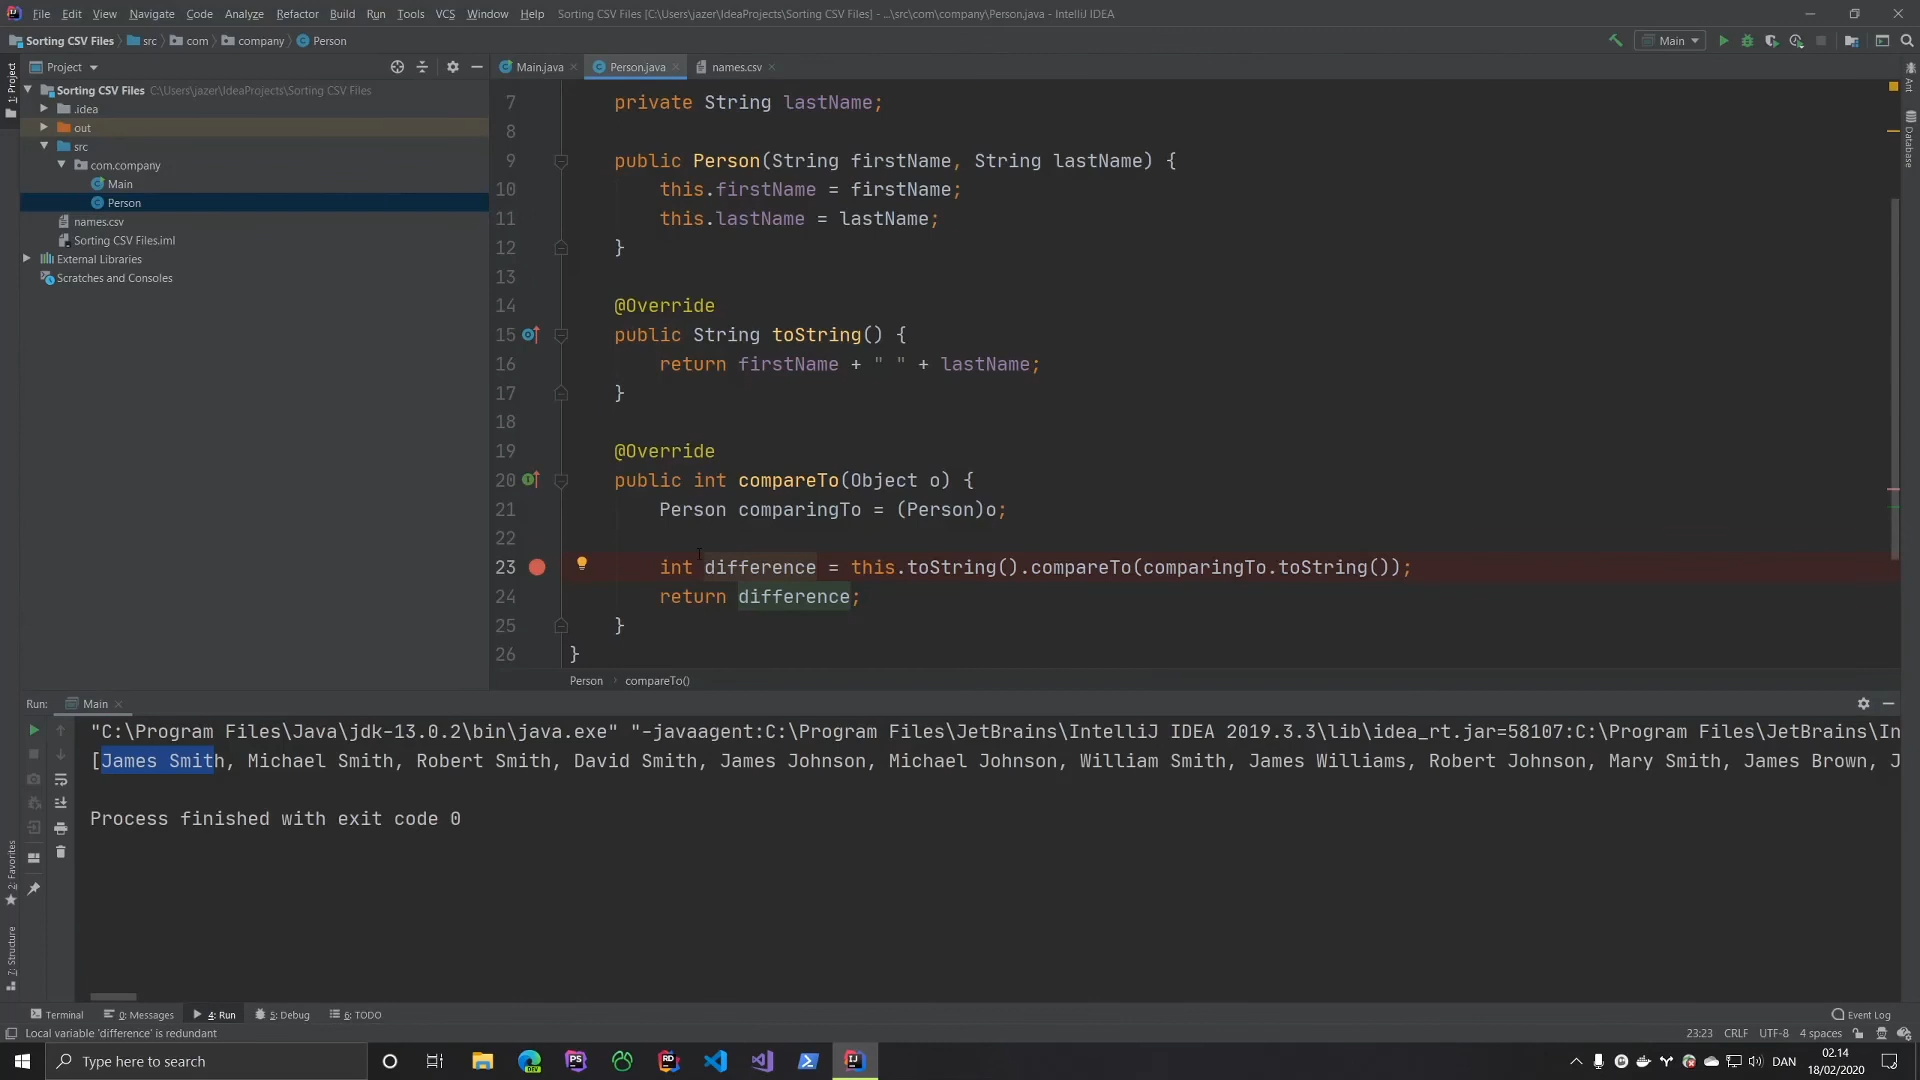 File Edit View Navigate Code Analyze Refactor Build Run Tools VCS Window Help Sorting CSV Files [C:\Users\jazer\IdeaProjects\Sorting CSV Files] - ...\src\com\company\Person.java - IntelliJ IDEA
Sorting CSV Files src com company Person Main
Project
Main.java Person.java names.csv
1: Project
Sorting CSV Files C:\Users\jazer\IdeaProjects\Sorting CSV Files
.idea
out
src
com.company
Main
Person
names.csv
Sorting CSV Files.iml
External Libraries
Scratches and Consoles
7 private String lastName;
8
9 public Person(String firstName, String lastName) {
10 this.firstName = firstName;
11 this.lastName = lastName;
12 }
13
14 @Override
15 public String toString() {
16 return firstName + " " + lastName;
17 }
18
19 @Override
20 public int compareTo(Object o) {
21 Person comparingTo = (Person)o;
22
23 int difference = this.toString().compareTo(comparingTo.toString());
24 return difference;
25 }
26 }
Person compareTo()
Ant
Database
Run: Main
"C:\Program Files\Java\jdk-13.0.2\bin\java.exe" "-javaagent:C:\Program Files\JetBrains\IntelliJ IDEA 2019.3.3\lib\idea_rt.jar=58107:C:\Program Files\JetBrains\In
[James Smith, Michael Smith, Robert Smith, David Smith, James Johnson, Michael Johnson, William Smith, James Williams, Robert Johnson, Mary Smith, James Brown, J
Process finished with exit code 0
2: Favorites
7: Structure
Terminal 0: Messages 4: Run 5: Debug 6: TODO Event Log
Local variable 'difference' is redundant 23:23 CRLF UTF-8 4 spaces
Type here to search DAN 02.14
18/02/2020